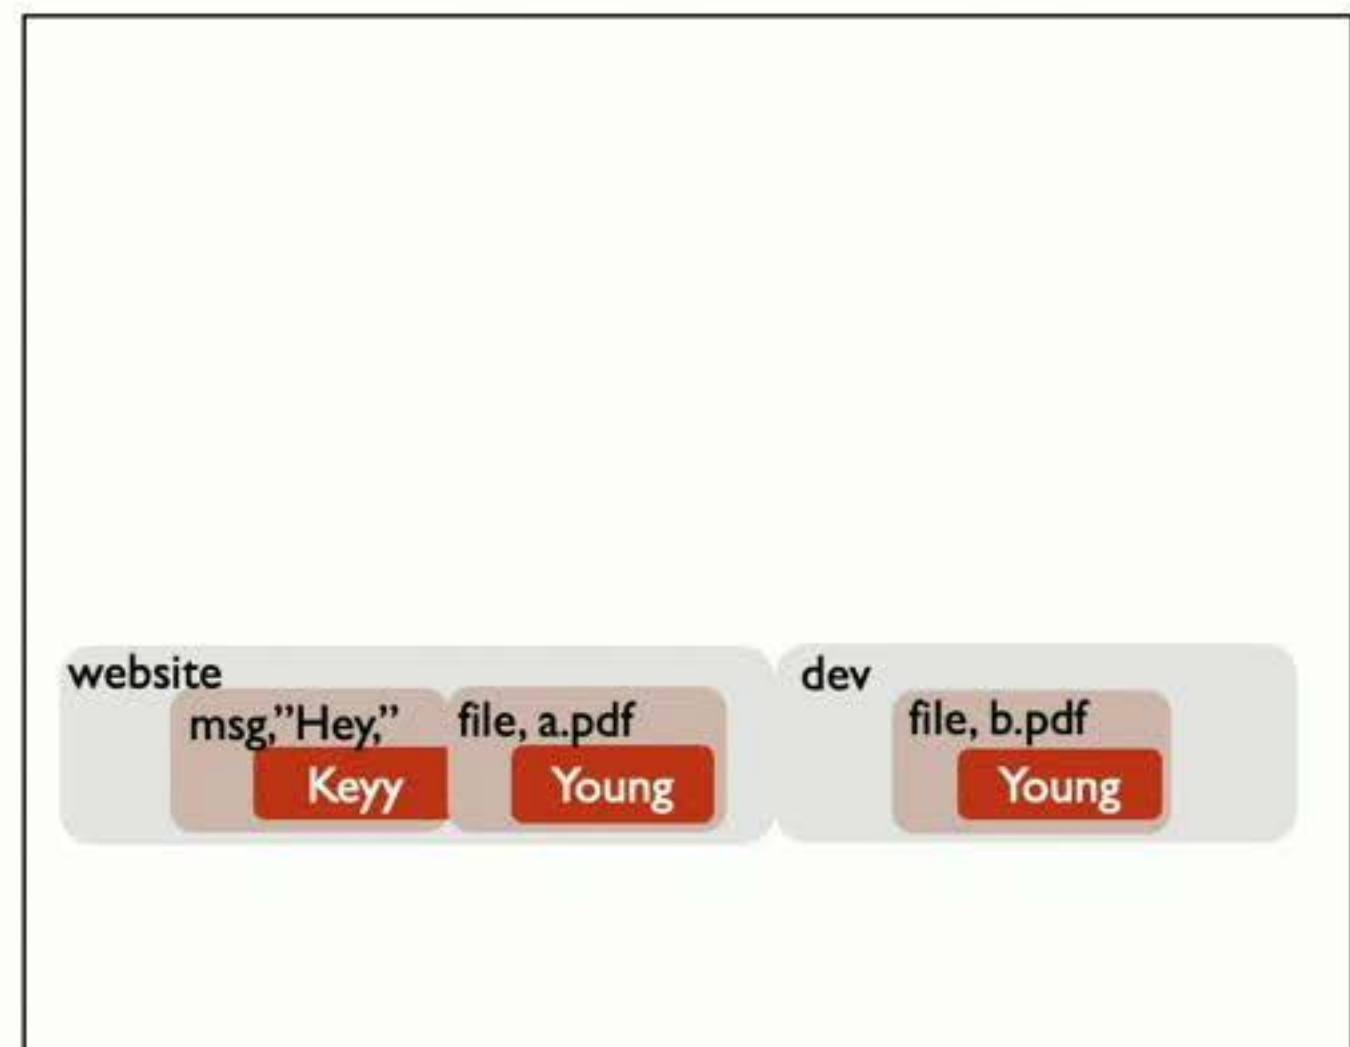 website
msg,”Hey,”
Keyy
file, a.pdf
Young
dev
file, b.pdf
Young